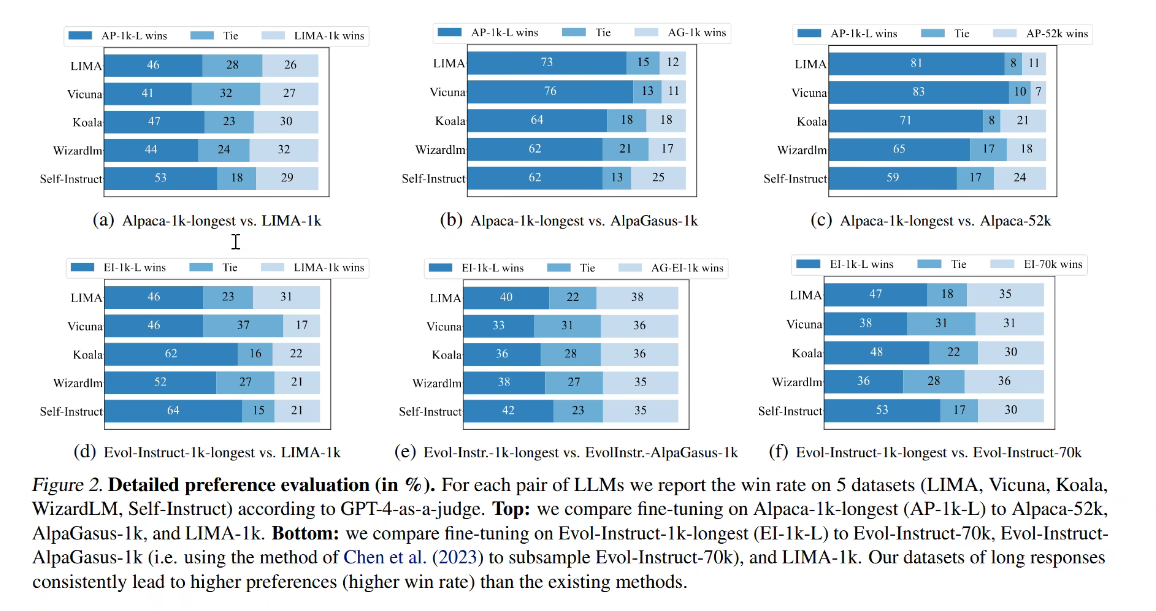 AP-1k-L wins Tie LIMA-1k wins
LIMA 46 28 26
Vicuna 41 32 27
Koala 47 23 30
Wizardlm 44 24 32
Self-Instruct 53 18 29
(a) Alpaca-1k-longest vs. LIMA-1k
AP-1k-L wins Tie AG-1k wins
LIMA 73 15 12
Vicuna 76 13 11
Koala 64 18 18
Wizardlm 62 21 17
Self-Instruct 62 13 25
(b) Alpaca-1k-longest vs. AlpaGasus-1k
AP-1k-L wins Tie AP-52k wins
LIMA 81 8 11
Vicuna 83 10 7
Koala 71 8 21
Wizardlm 65 17 18
Self-Instruct 59 17 24
(c) Alpaca-1k-longest vs. Alpaca-52k
EI-1k-L wins Tie LIMA-1k wins
LIMA 46 23 31
Vicuna 46 37 17
Koala 62 16 22
Wizardlm 52 27 21
Self-Instruct 64 15 21
(d) Evol-Instruct-1k-longest vs. LIMA-1k
EI-1k-L wins Tie AG-EI-1k wins
LIMA 40 22 38
Vicuna 33 31 36
Koala 36 28 36
Wizardlm 38 27 35
Self-Instruct 42 23 35
(e) Evol-Instr.-1k-longest vs. EvolInstr.-AlpaGasus-1k
EI-1k-L wins Tie EI-70k wins
LIMA 47 18 35
Vicuna 38 31 31
Koala 48 22 30
Wizardlm 36 28 36
Self-Instruct 53 17 30
(f) Evol-Instruct-1k-longest vs. Evol-Instruct-70k
Figure 2. Detailed preference evaluation (in %). For each pair of LLMs we report the win rate on 5 datasets (LIMA, Vicuna, Koala,
WizardLM, Self-Instruct) according to GPT-4-as-a-judge. Top: we compare fine-tuning on Alpaca-1k-longest (AP-1k-L) to Alpaca-52k,
AlpaGasus-1k, and LIMA-1k. Bottom: we compare fine-tuning on Evol-Instruct-1k-longest (EI-1k-L) to Evol-Instruct-70k, Evol-Instruct-
AlpaGasus-1k (i.e. using the method of Chen et al. (2023) to subsample Evol-Instruct-70k), and LIMA-1k. Our datasets of long responses
consistently lead to higher preferences (higher win rate) than the existing methods.